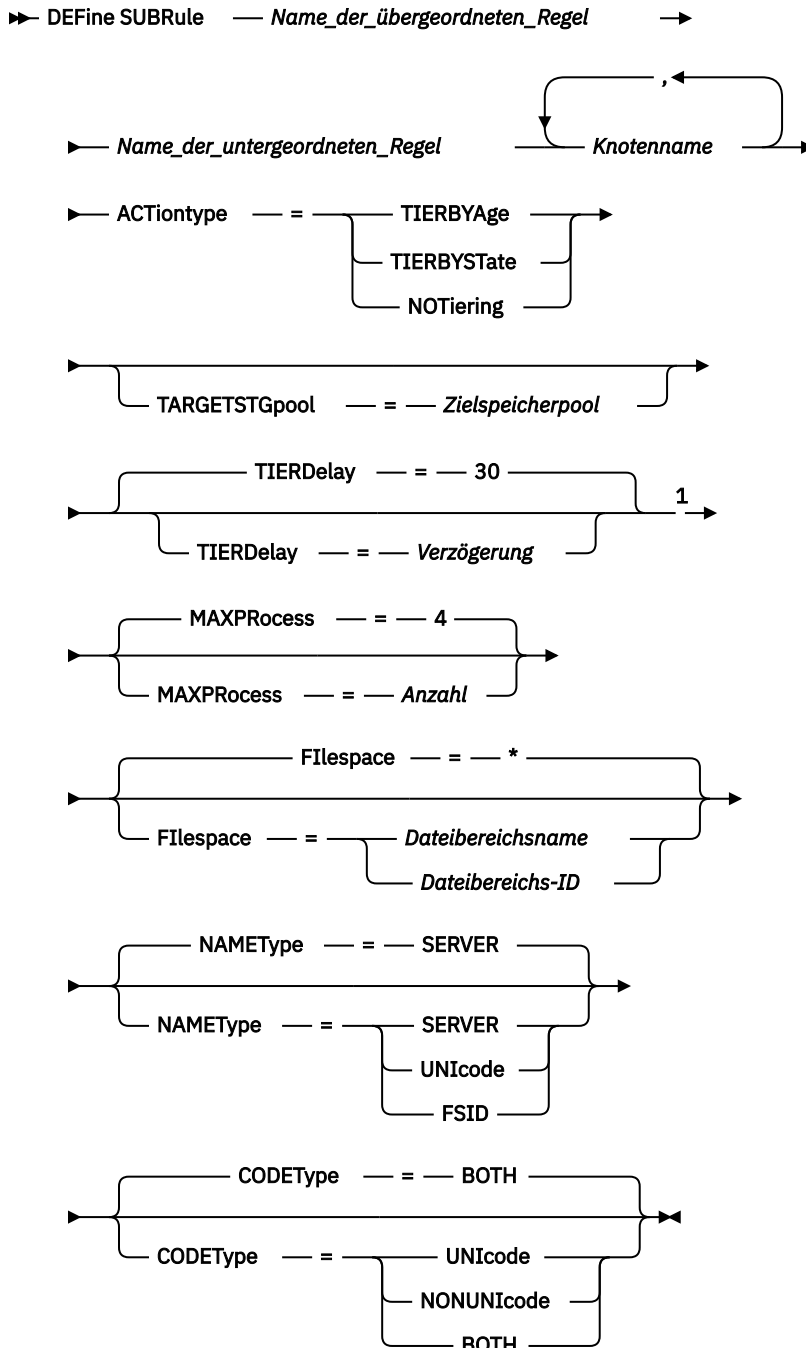 DEFine SUBRule Name_der_übergeordneten_Regel
,
Name_der_untergeordneten_Regel Knotenname
ACTiontype = TIERBYAge
TIERBYSTate
NOTiering
TARGETSTGpool = Zielspeicherpool
TIERDelay = 30
1
TIERDelay = Verzögerung
MAXPRocess = 4
MAXPRocess = Anzahl
FIlespace = *
FIlespace = Dateibereichsname
Dateibereichs-ID
NAMEType = SERVER
NAMEType = SERVER
UNIcode
FSID
CODEType = BOTH
CODEType = UNIcode
NONUNIcode
BOTH